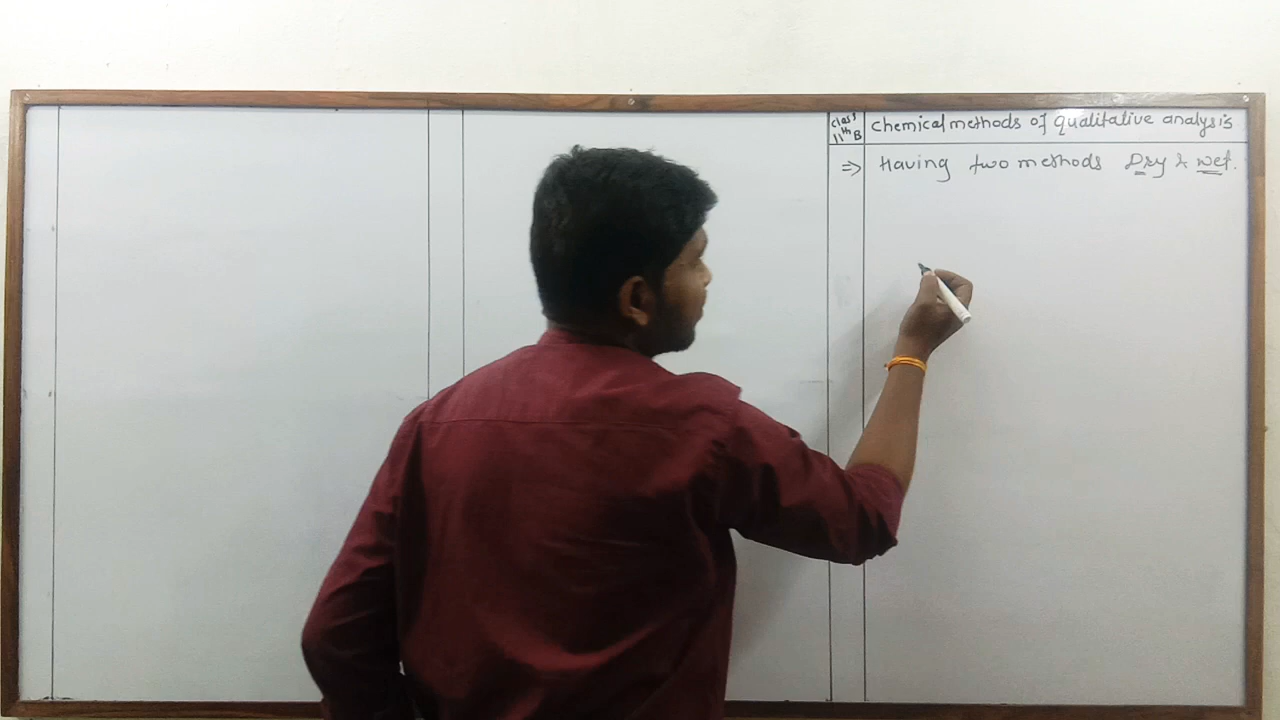 class 11th B
Chemical methods of qualitative analysis
⇒ Having two methods Dry & wet.